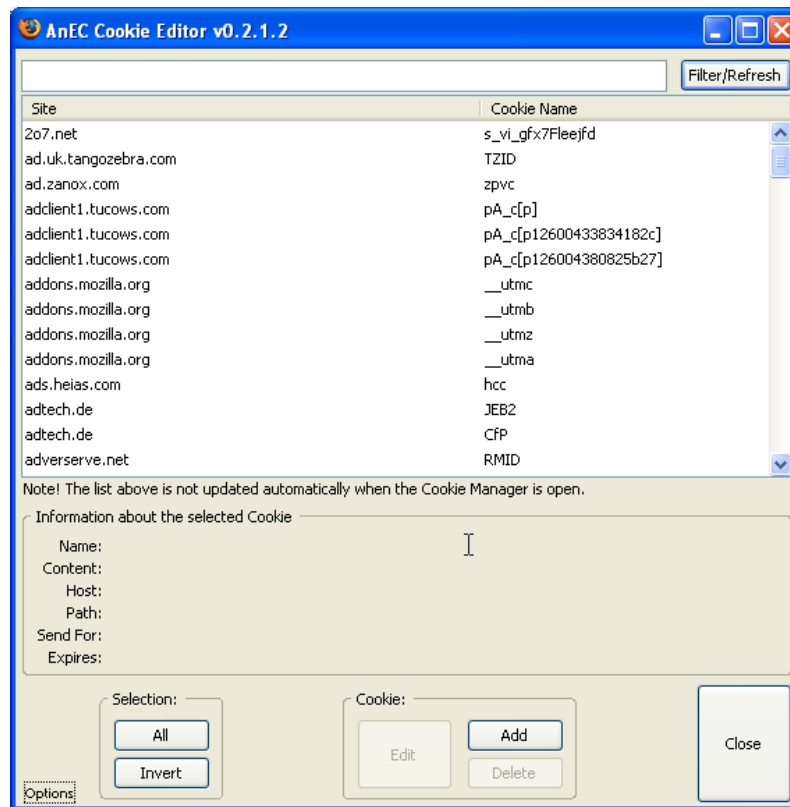 AnEC Cookie Editor v0.2.1.2
Filter/Refresh
Site Cookie Name
2o7.net s_vi_gfx7Fleejfd
ad.uk.tangozebra.com TZID
ad.zanox.com zpvc
adclient1.tucows.com pA_c[p]
adclient1.tucows.com pA_c[p12600433834182c]
adclient1.tucows.com pA_c[p126004380825b27]
addons.mozilla.org __utmc
addons.mozilla.org __utmb
addons.mozilla.org __utmz
addons.mozilla.org __utma
ads.heias.com hcc
adtech.de JEB2
adtech.de CfP
adverserve.net RMID
Note! The list above is not updated automatically when the Cookie Manager is open.
Information about the selected Cookie
Name:
Content:
Host:
Path:
Send For:
Expires:
Selection: Cookie:
All Edit Add Close
Invert Delete
Options